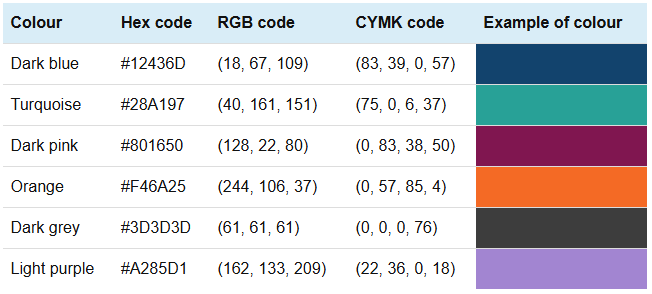 Colour Hex code RGB code CYMK code Example of colour
Dark blue #12436D (18, 67, 109) (83, 39, 0, 57)
Turquoise #28A197 (40, 161, 151) (75, 0, 6, 37)
Dark pink #801650 (128, 22, 80) (0, 83, 38, 50)
Orange #F46A25 (244, 106, 37) (0, 57, 85, 4)
Dark grey #3D3D3D (61, 61, 61) (0, 0, 0, 76)
Light purple #A285D1 (162, 133, 209) (22, 36, 0, 18)